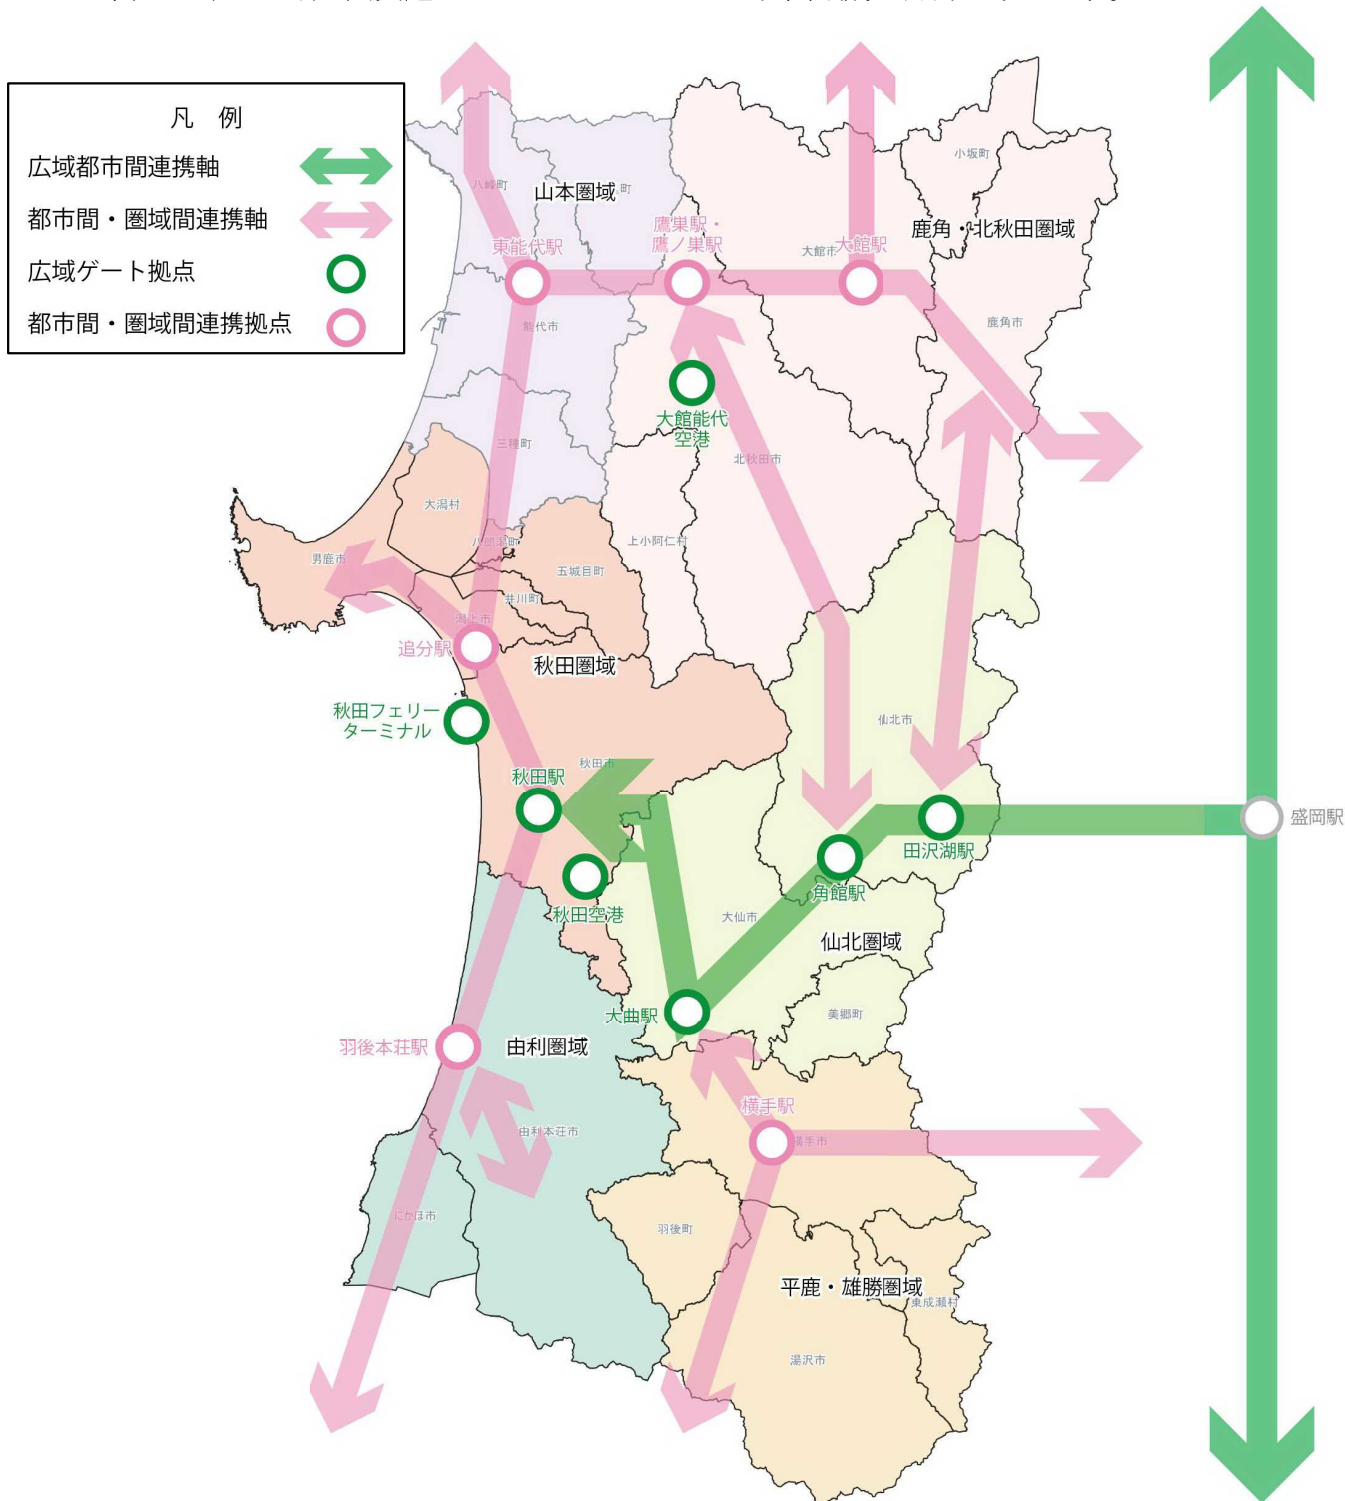 凡 例
広域都市間連携軸
都市間・圏域間連携軸
広域ゲート拠点
都市間・圏域間連携拠点
小坂町
八峰町
山本圏域
町
鷹巣駅・
鷹ノ巣駅
大館市
大館駅
鹿角・北秋田圏域
東能代駅
能代市
鹿角市
大館能代
空港
三種町
北秋田市
大潟村
八郎潟町
上小阿仁村
男鹿市
五城目町
井川町
潟上市
追分駅
秋田圏域
秋田フェリー
ターミナル
仙北市
秋田市
秋田駅
盛岡駅
田沢湖駅
角館駅
秋田空港
大仙市
仙北圏域
大曲駅
美郷町
羽後本荘駅
由利圏域
横手駅
由利本荘市
横手市
にかほ市
羽後町
平鹿・雄勝圏域
東成瀬村
湯沢市